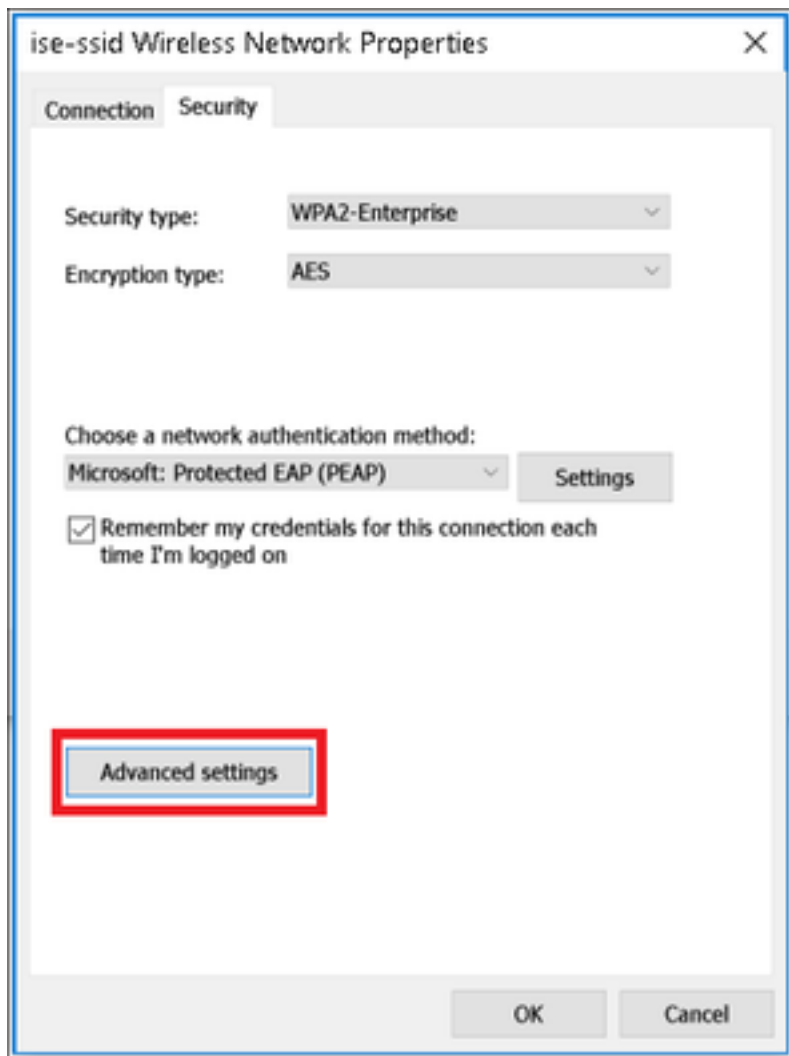 ise-ssid Wireless Network Properties
Connection
Security
Security type:
WPA2-Enterprise
Encryption type:
AES
Choose a network authentication method:
Microsoft: Protected EAP (PEAP)
Settings
Remember my credentials for this connection each
time I'm logged on
Advanced settings
OK
Cancel